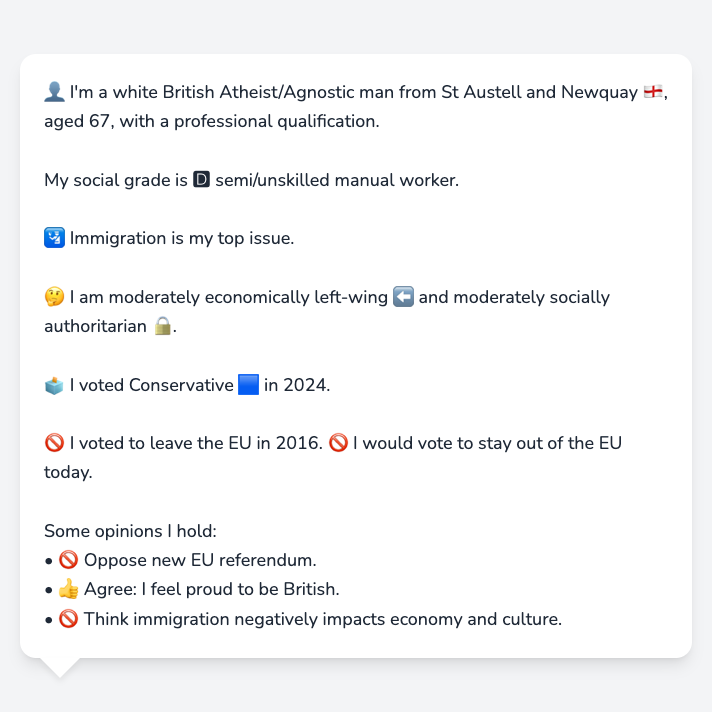 👤 I'm a white British Atheist/Agnostic man from St Austell and Newquay 🏴󠁧󠁢󠁥󠁮󠁧󠁿,
aged 67, with a professional qualification.
My social grade is 🅳 semi/unskilled manual worker.
🛂 Immigration is my top issue.
🤔 I am moderately economically left-wing ⬅️ and moderately socially
authoritarian 🔒.
🗳️ I voted Conservative 🟦 in 2024.
🚫 I voted to leave the EU in 2016. 🚫 I would vote to stay out of the EU
today.
Some opinions I hold:
• 🚫 Oppose new EU referendum.
• 👍 Agree: I feel proud to be British.
• 🚫 Think immigration negatively impacts economy and culture.